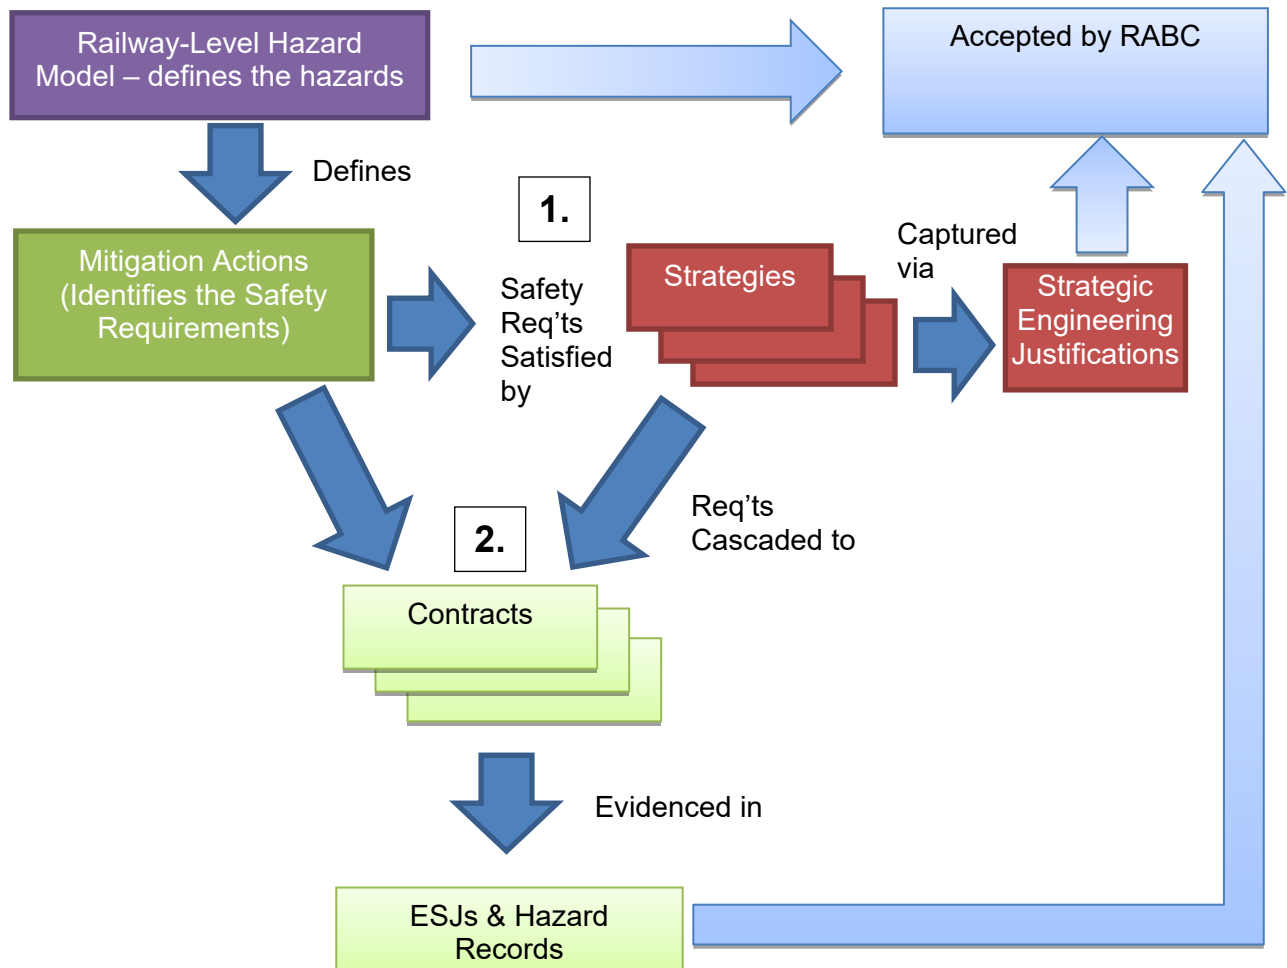 Railway-Level Hazard
Model – defines the hazards
Accepted by RABC
Defines
1.
Mitigation Actions
(Identifies the Safety
Requirements)
Safety
Req'ts
Satisfied
by
Strategies
Captured
via
Strategic
Engineering
Justifications
2.
Req'ts
Cascaded to
Contracts
Evidenced in
ESJs & Hazard
Records